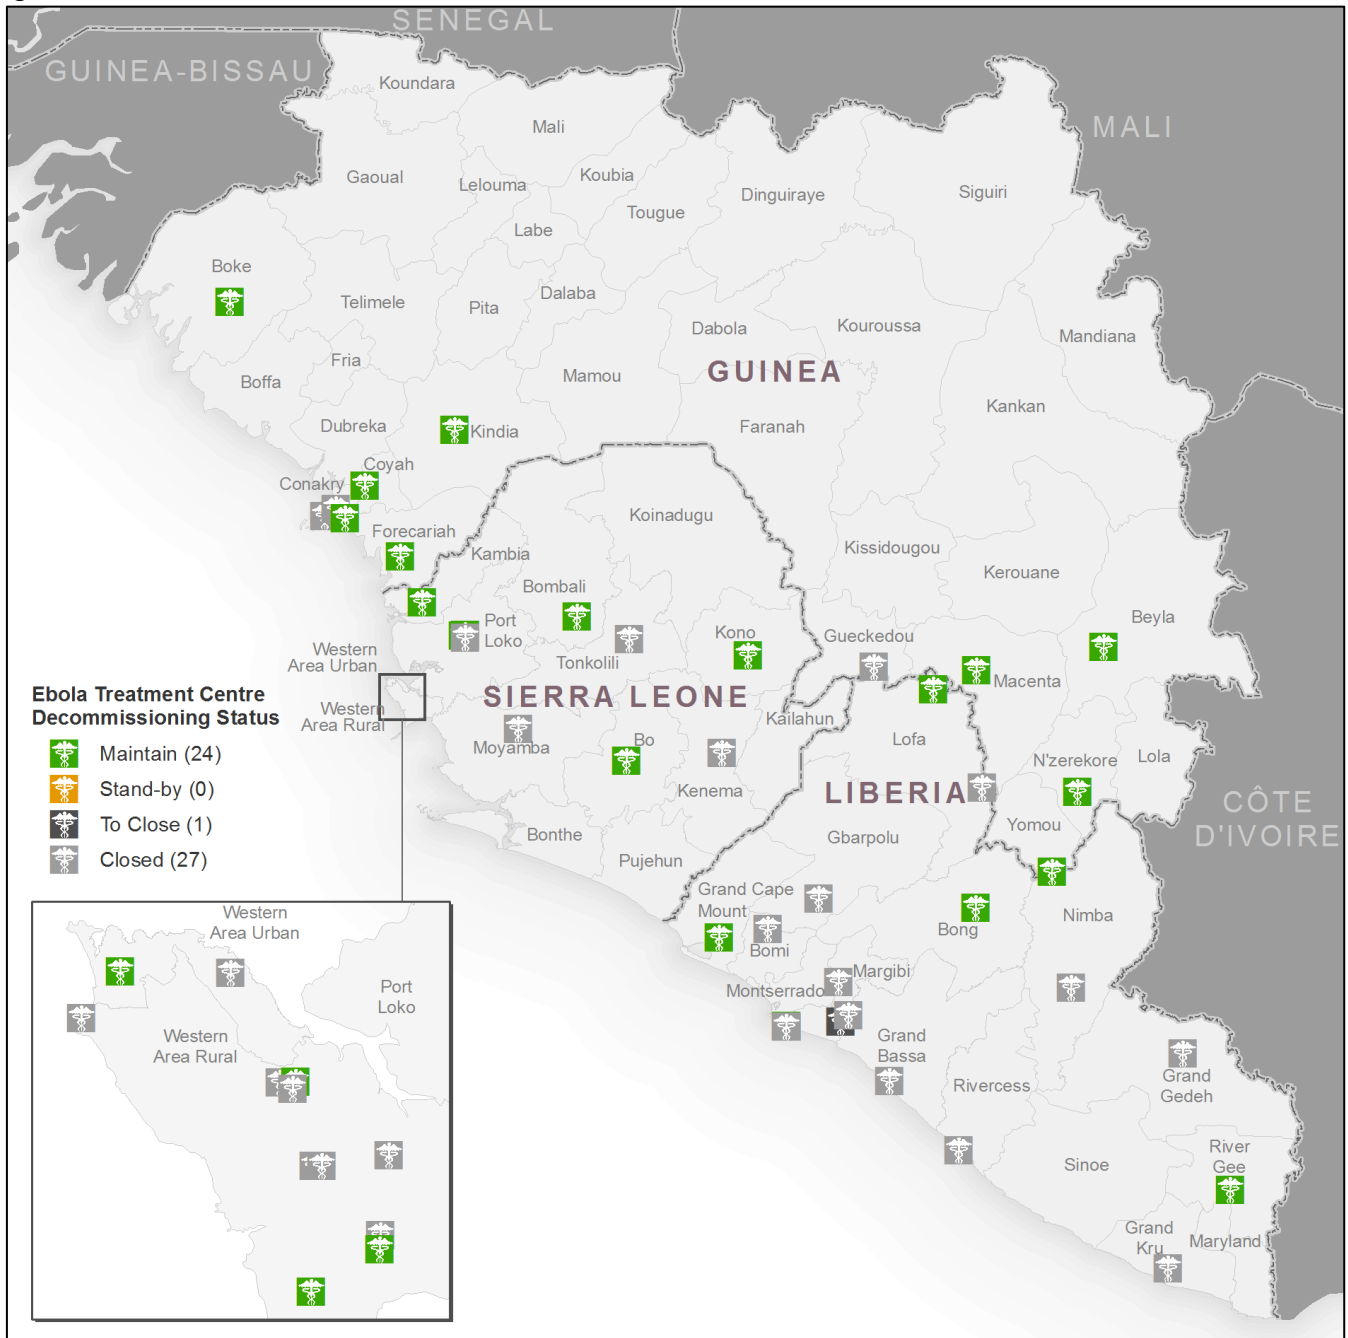 SENEGAL
GUINEA-BISSAU
Koundara
MALI
Mali
Gaoual
Lelouma
Koubia
Dinguiraye
Siguiri
Tougue
Labe
Boke
Telimele
Pita
Dalaba
Dabola
Kouroussa
Mandiana
Fria
GUINEA
Boffa
Mamou
Kankan
Dubreka
Kindia
Faranah
Coyah
Conakry
Koinadugu
Forecariah
Kambia
Kissidougou
Kerouane
Bombali
Port
Loko
Beyla
Kono
Gueckedou
Western
Area Urban
Tonkolili
Macenta
Ebola Treatment Centre
Decommissioning Status
SIERRA LEONE
Western
Area Rural
Kailahun
Moyamba
Bo
Lofa
Maintain (24)
N'zerekore
Lola
Stand-by (0)
Kenema
LIBERIA
CÔTE
D'IVOIRE
To Close (1)
Bonthe
Gbarpolu
Yomou
Closed (27)
Pujehun
Grand Cape
Mount
Nimba
Bong
Bomi
Western
Area Urban
Margibi
Montserrado
Port
Loko
Western
Area Rural
Grand
Bassa
Rivercess
Grand
Gedeh
River
Gee
Sinoe
Grand
Kru
Maryland